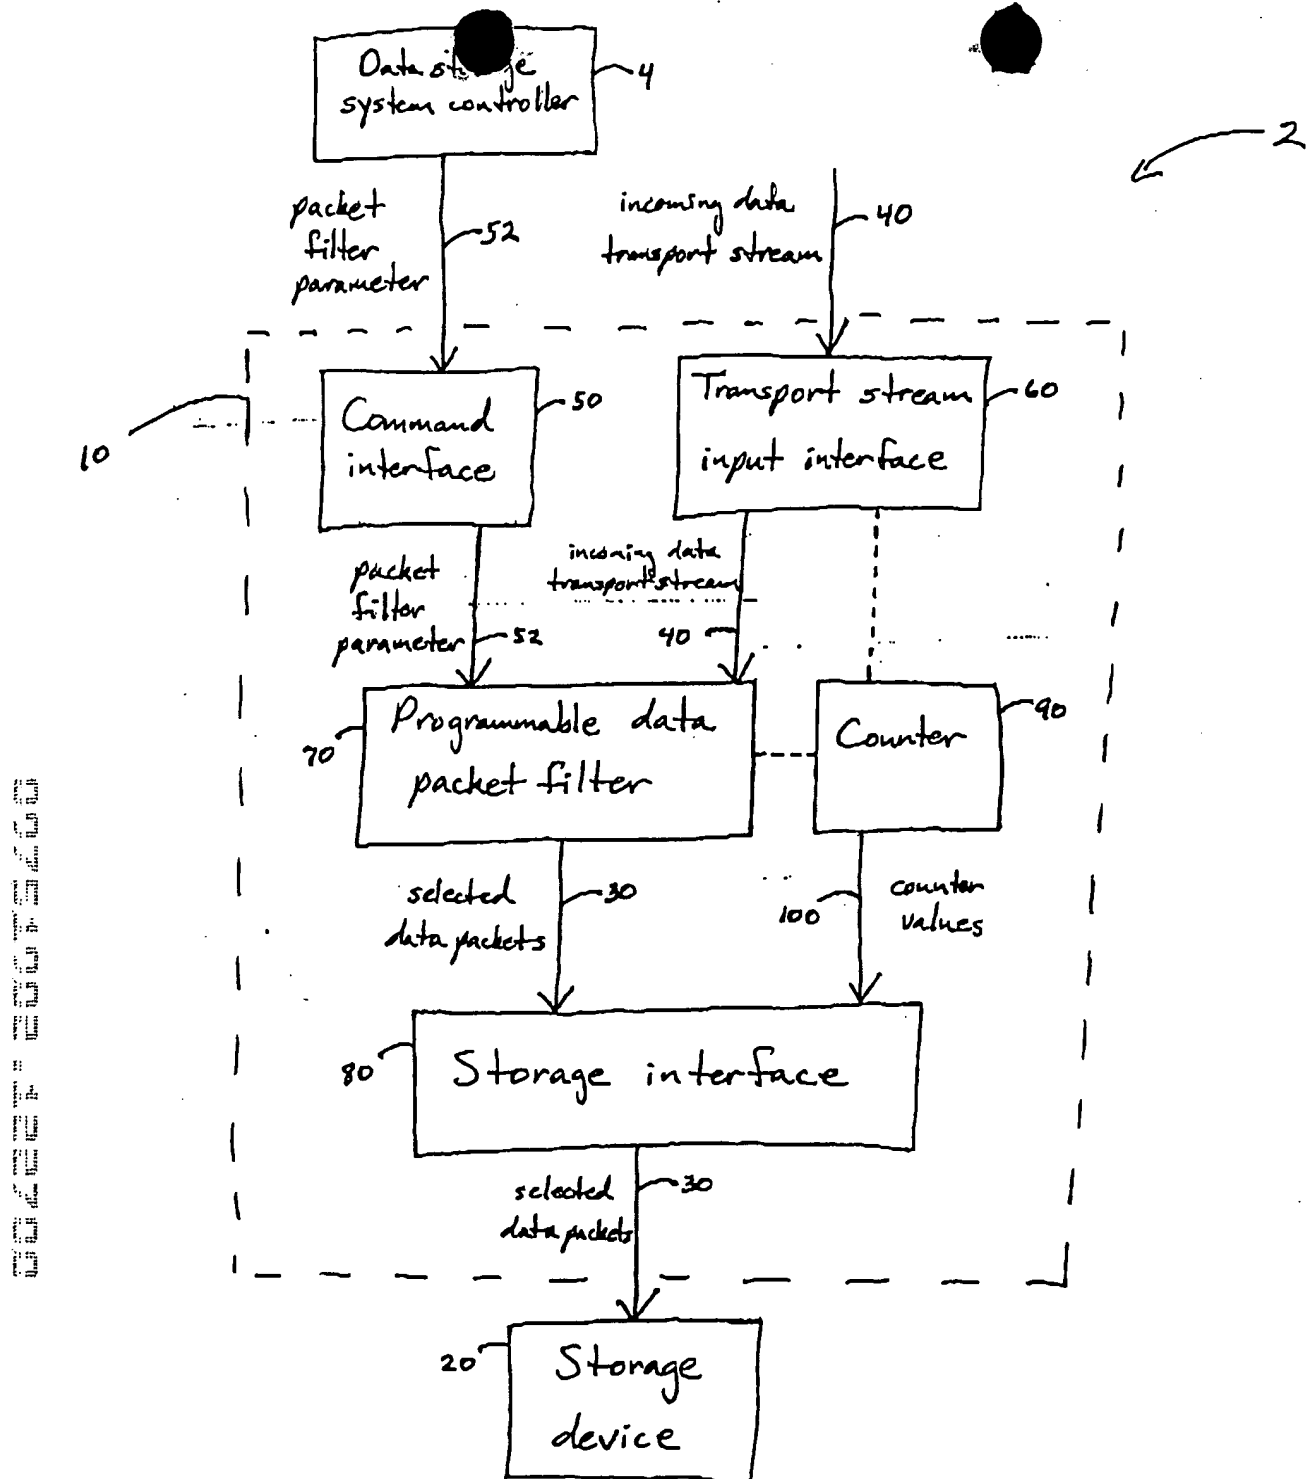 Data storage
system controller
4
2
packet
filter
parameter
52
incoming data
transport stream
40
10
Command
interface
50
Transport stream
input interface
60
packet
filter
parameter
52
incoming data
transport stream
40
Programmable data
packet filter
70
Counter
90
selected
data packets
30
100
counter
values
Storage interface
80
selected
data packets
30
20
Storage
device